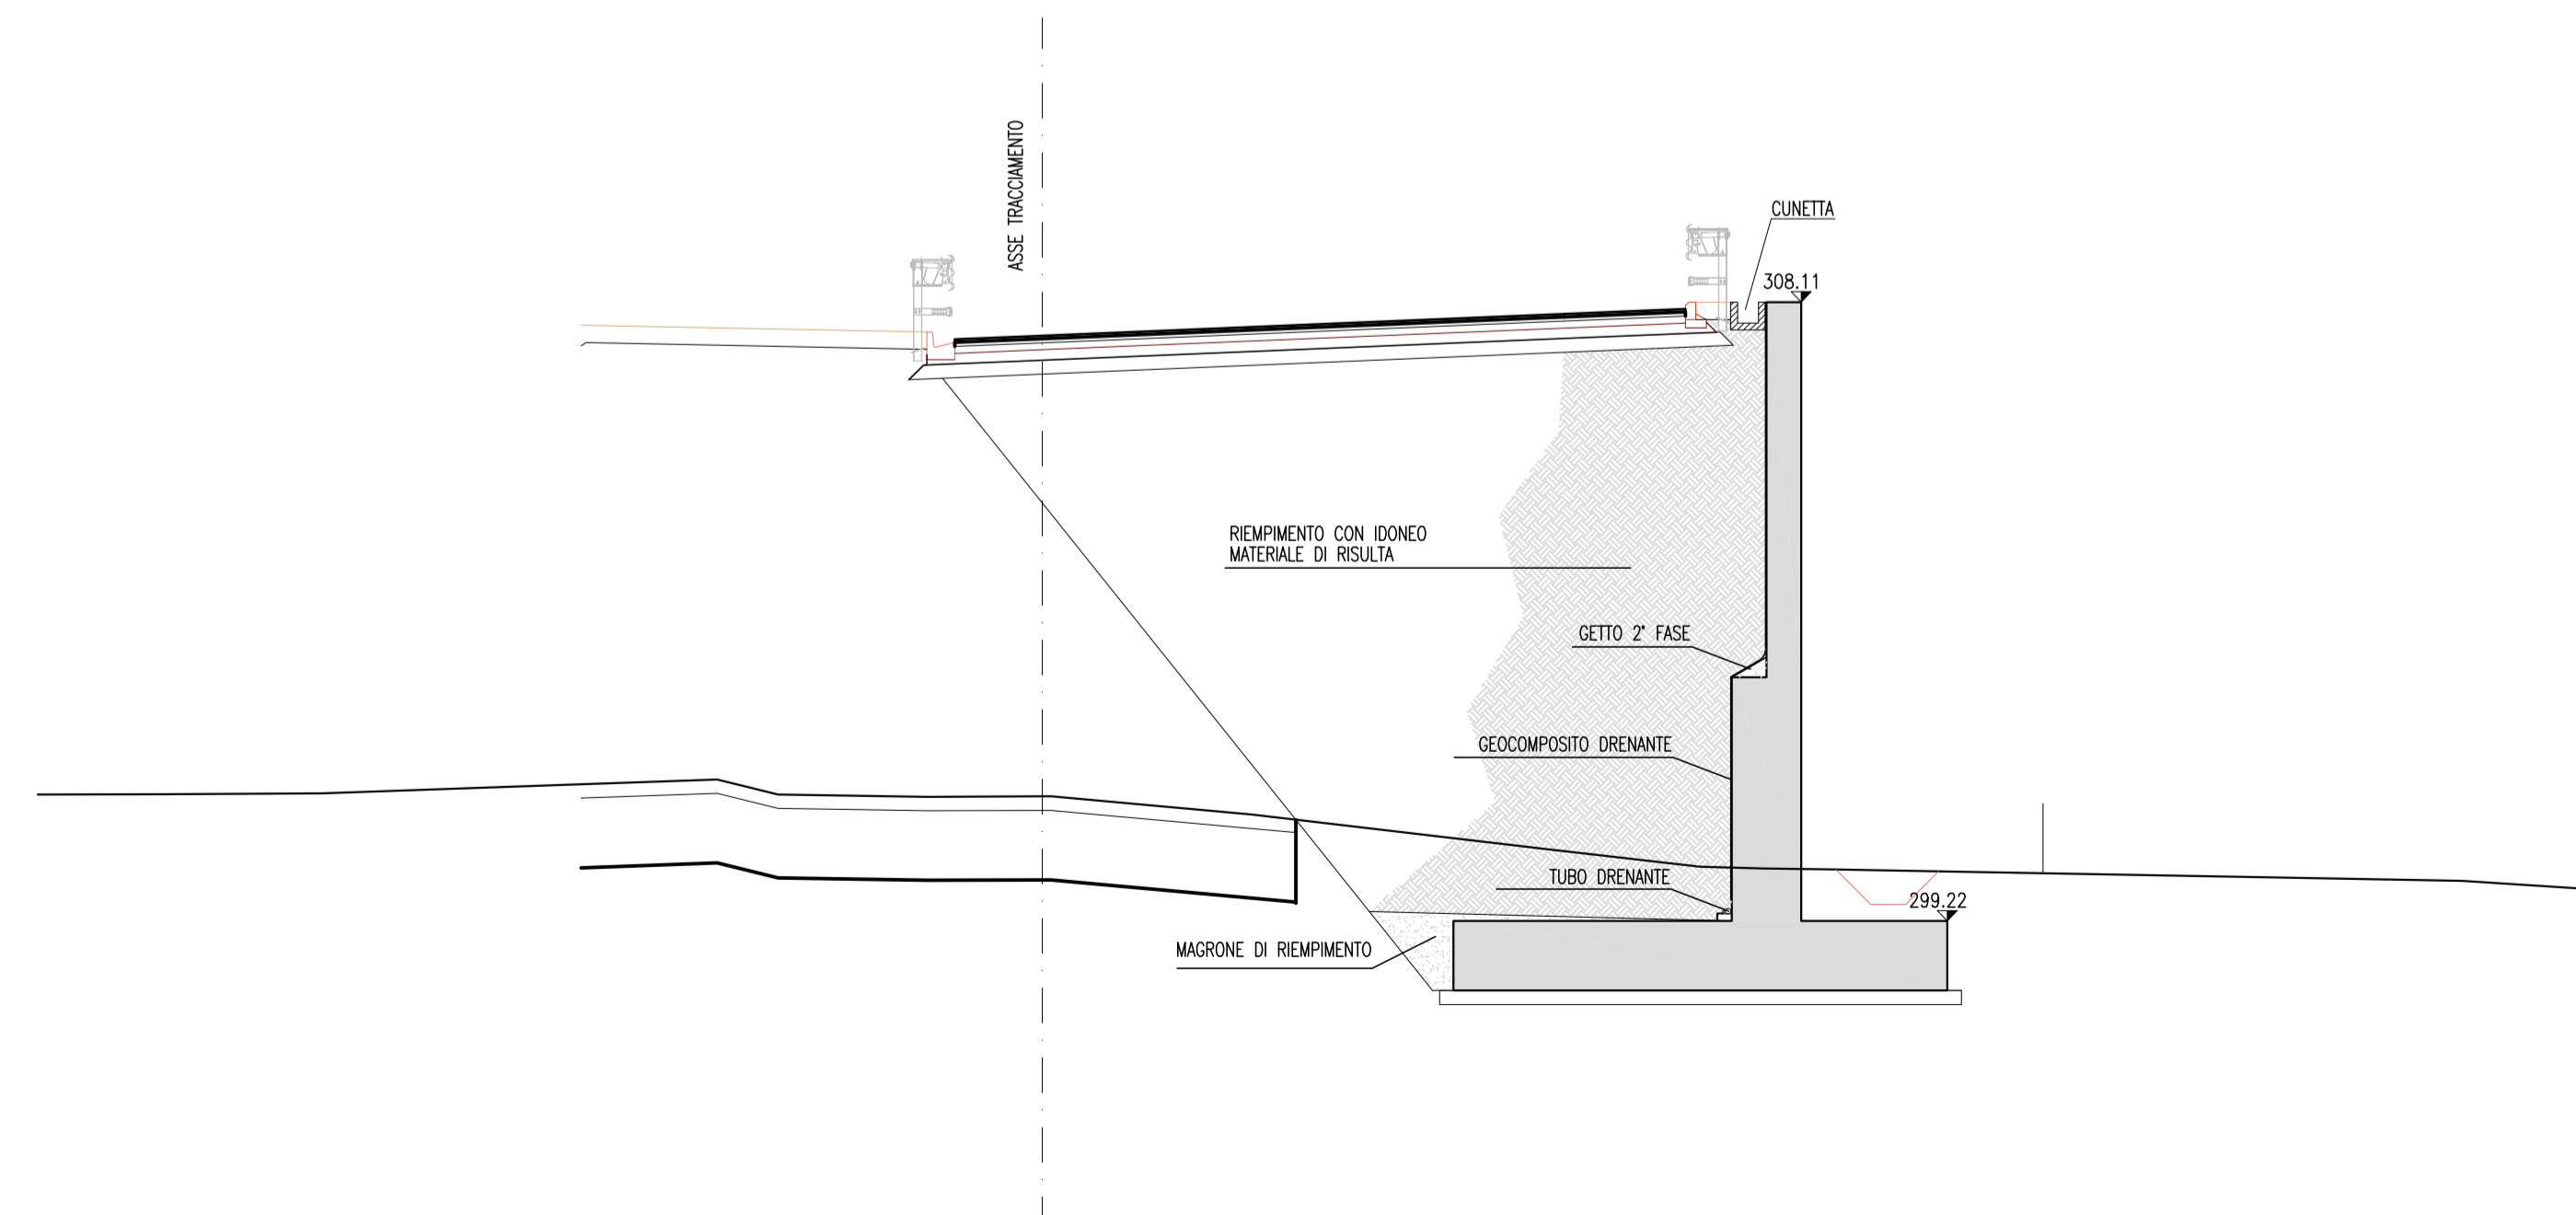 ASSE TRACCIAMENTO
CUNETTA
308.11
RIEMPIMENTO CON IDONEO
MATERIALE DI RISULTA
GETTO 2° FASE
GEOCOMPOSITO DRENANTE
TUBO DRENANTE
299.22
MAGRONE DI RIEMPIMENTO